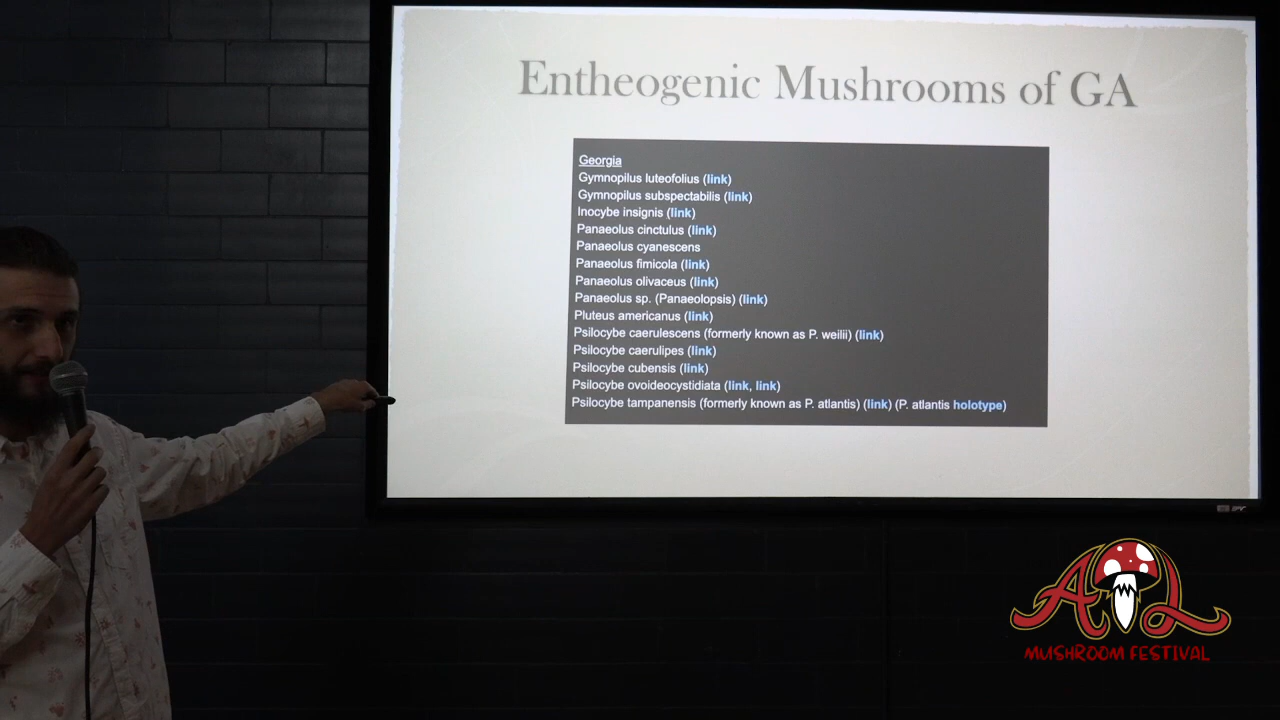 Entheogenic Mushrooms of GA
Georgia
Gymnopilus luteofolius (link)
Gymnopilus subspectabilis (link)
Inocybe insignis (link)
Panaeolus cinctulus (link)
Panaeolus cyanescens
Panaeolus fimicola (link)
Panaeolus olivaceus (link)
Panaeolus sp. (Panaeolopsis) (link)
Pluteus americanus (link)
Psilocybe caerulescens (formerly known as P. weilii) (link)
Psilocybe caerulipes (link)
Psilocybe cubensis (link)
Psilocybe ovoideocystidiata (link, link)
Psilocybe tampanensis (formerly known as P. atlantis) (link) (P. atlantis holotype)
ATL
MUSHROOM FESTIVAL